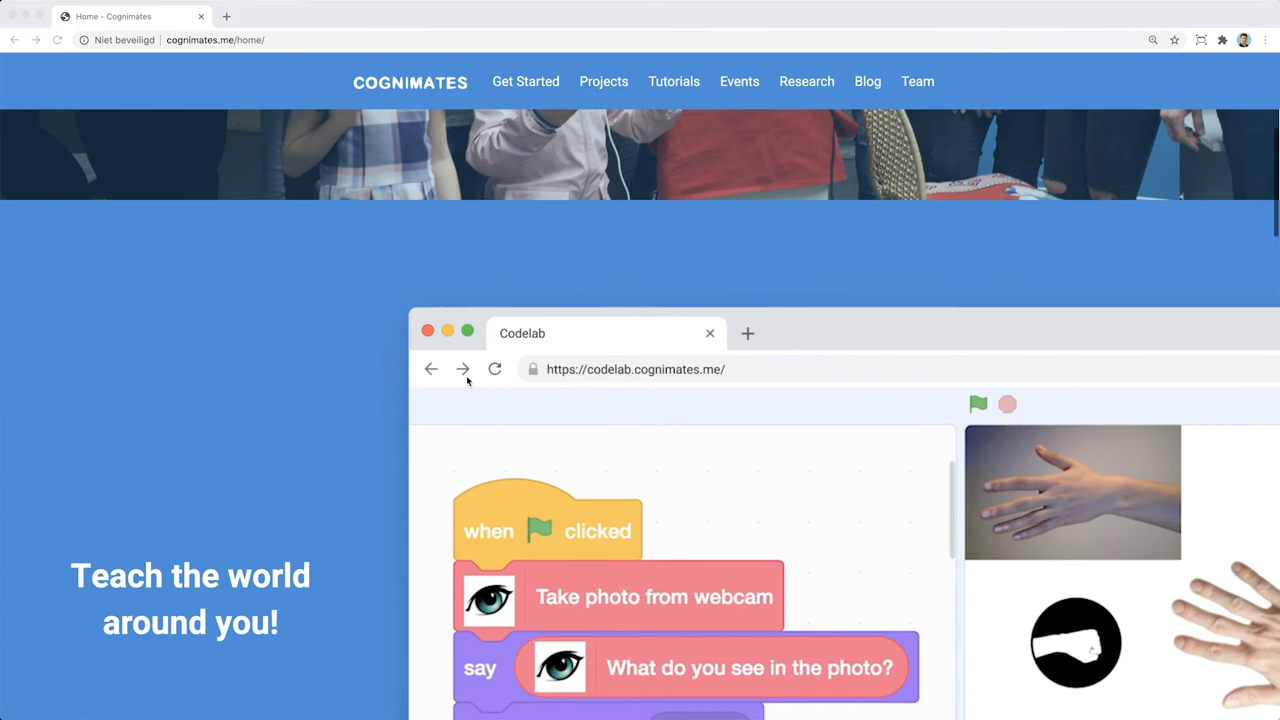 Home - Cognimates
Niet beveiligd cognimates.me/home/
COGNIMATES Get Started Projects Tutorials Events Research Blog Team
Codelab
https://codelab.cognimates.me/
when clicked
Take photo from webcam
say What do you see in the photo?
Teach the world
around you!